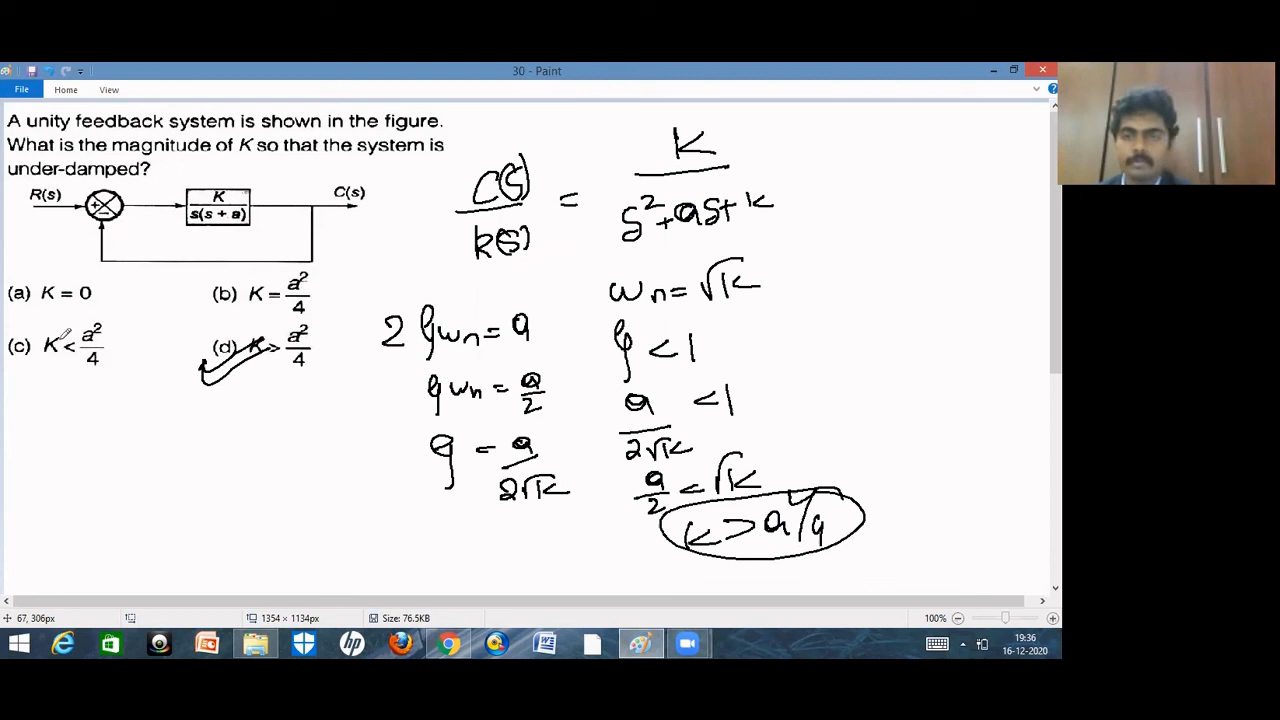 30 - Paint
File Home View
A unity feedback system is shown in the figure.
What is the magnitude of K so that the system is
under-damped?
R(s) + − K C(s)
s(s + a)
(a) K = 0 (b) K = a²/4
(c) K < a²/4 (d) K > a²/4
C(s)/R(s) = K/(s²+as+k)
ωn = √K
2ζωn = a
ζ < 1
ζωn = a/2
a/2√K < 1
ζ = a/2√K
a/2 < √K
K > a²/4
67, 306px 1354 × 1134px Size: 76.5KB 100%
19:36
16-12-2020